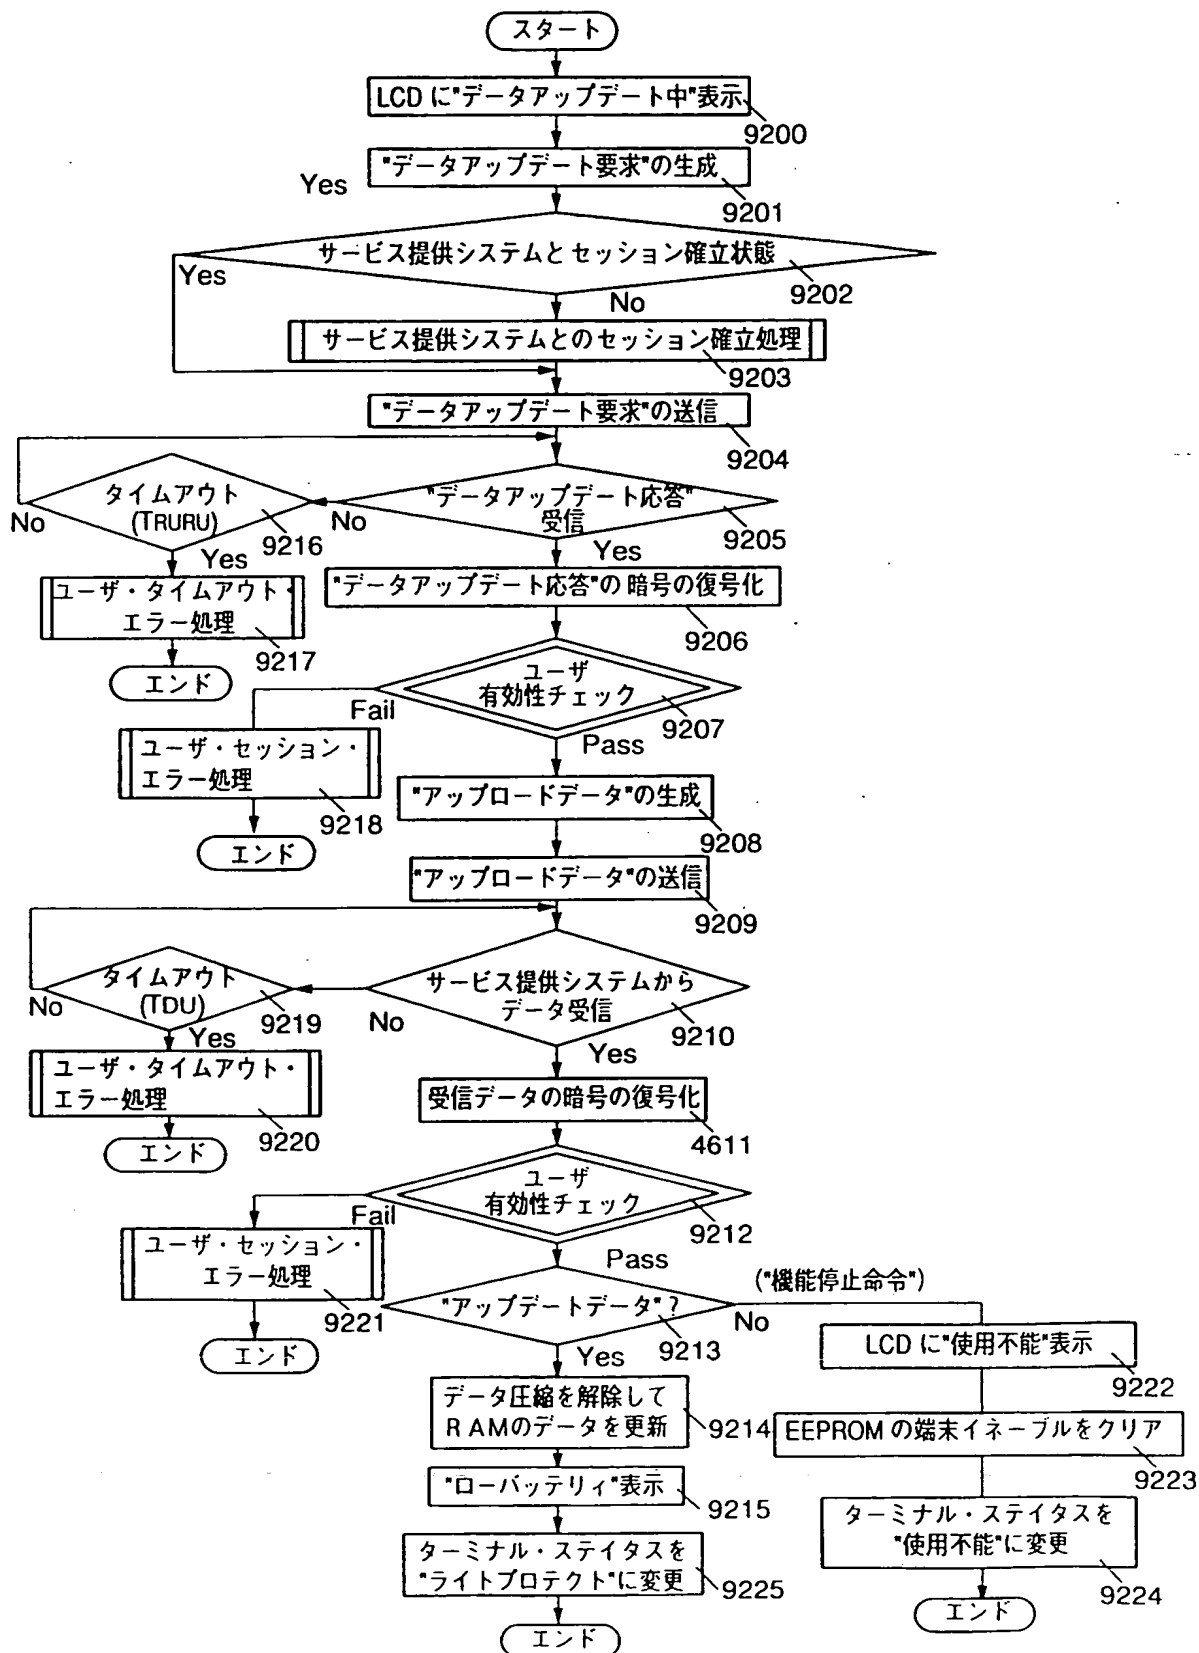 スタート
LCDに"データアップデート中"表示
9200
"データアップデート要求"の生成
9201
Yes
サービス提供システムとセッション確立状態
9202
Yes
No
サービス提供システムとのセッション確立処理
9203
"データアップデート要求"の送信
9204
"データアップデート応答"
受信
9205
No
Yes
タイムアウト
(TRURU)
9216
No
Yes
ユーザ・タイムアウト・
エラー処理
9217
エンド
"データアップデート応答"の暗号の復号化
9206
ユーザ
有効性チェック
9207
Fail
Pass
ユーザ・セッション・
エラー処理
9218
エンド
"アップロードデータ"の生成
9208
"アップロードデータ"の送信
9209
サービス提供システムから
データ受信
9210
No
Yes
タイムアウト
(TDU)
9219
No
Yes
ユーザ・タイムアウト・
エラー処理
9220
エンド
受信データの暗号の復号化
4611
ユーザ
有効性チェック
9212
Fail
Pass
ユーザ・セッション・
エラー処理
9221
エンド
"アップデートデータ"?
9213
("機能停止命令")
No
Yes
LCDに"使用不能"表示
9222
データ圧縮を解除して
RAMのデータを更新
9214
EEPROMの端末イネーブルをクリア
9223
"ローバッテリィ"表示
9215
ターミナル・ステイタスを
"使用不能"に変更
9224
エンド
ターミナル・ステイタスを
"ライトプロテクト"に変更
9225
エンド